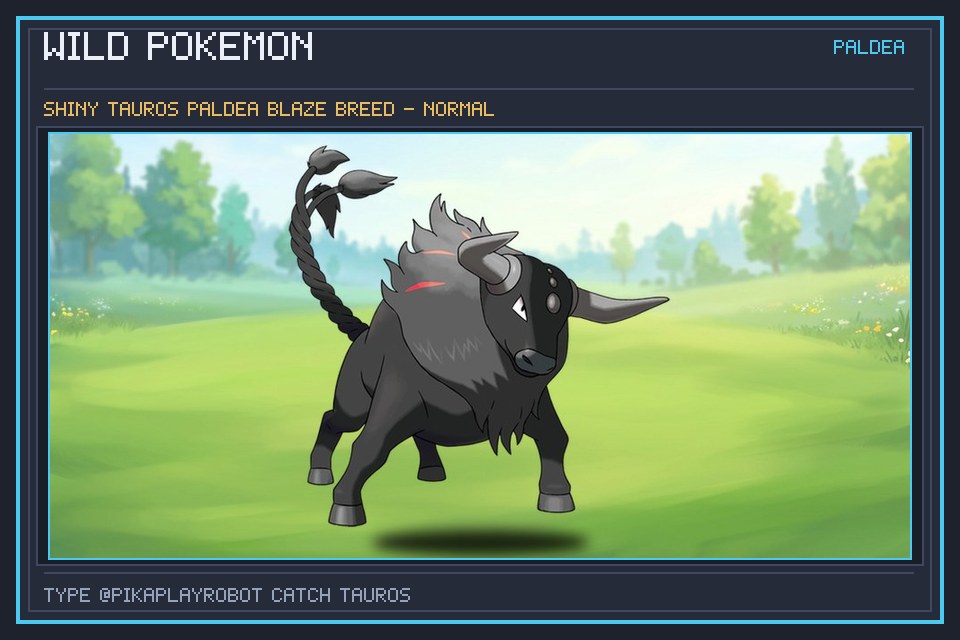 WILD POKEMON
PALDEA
SHINY TAUROS PALDEA BLAZE BREED - NORMAL
TYPE @PIKAPLAYROBOT CATCH TAUROS